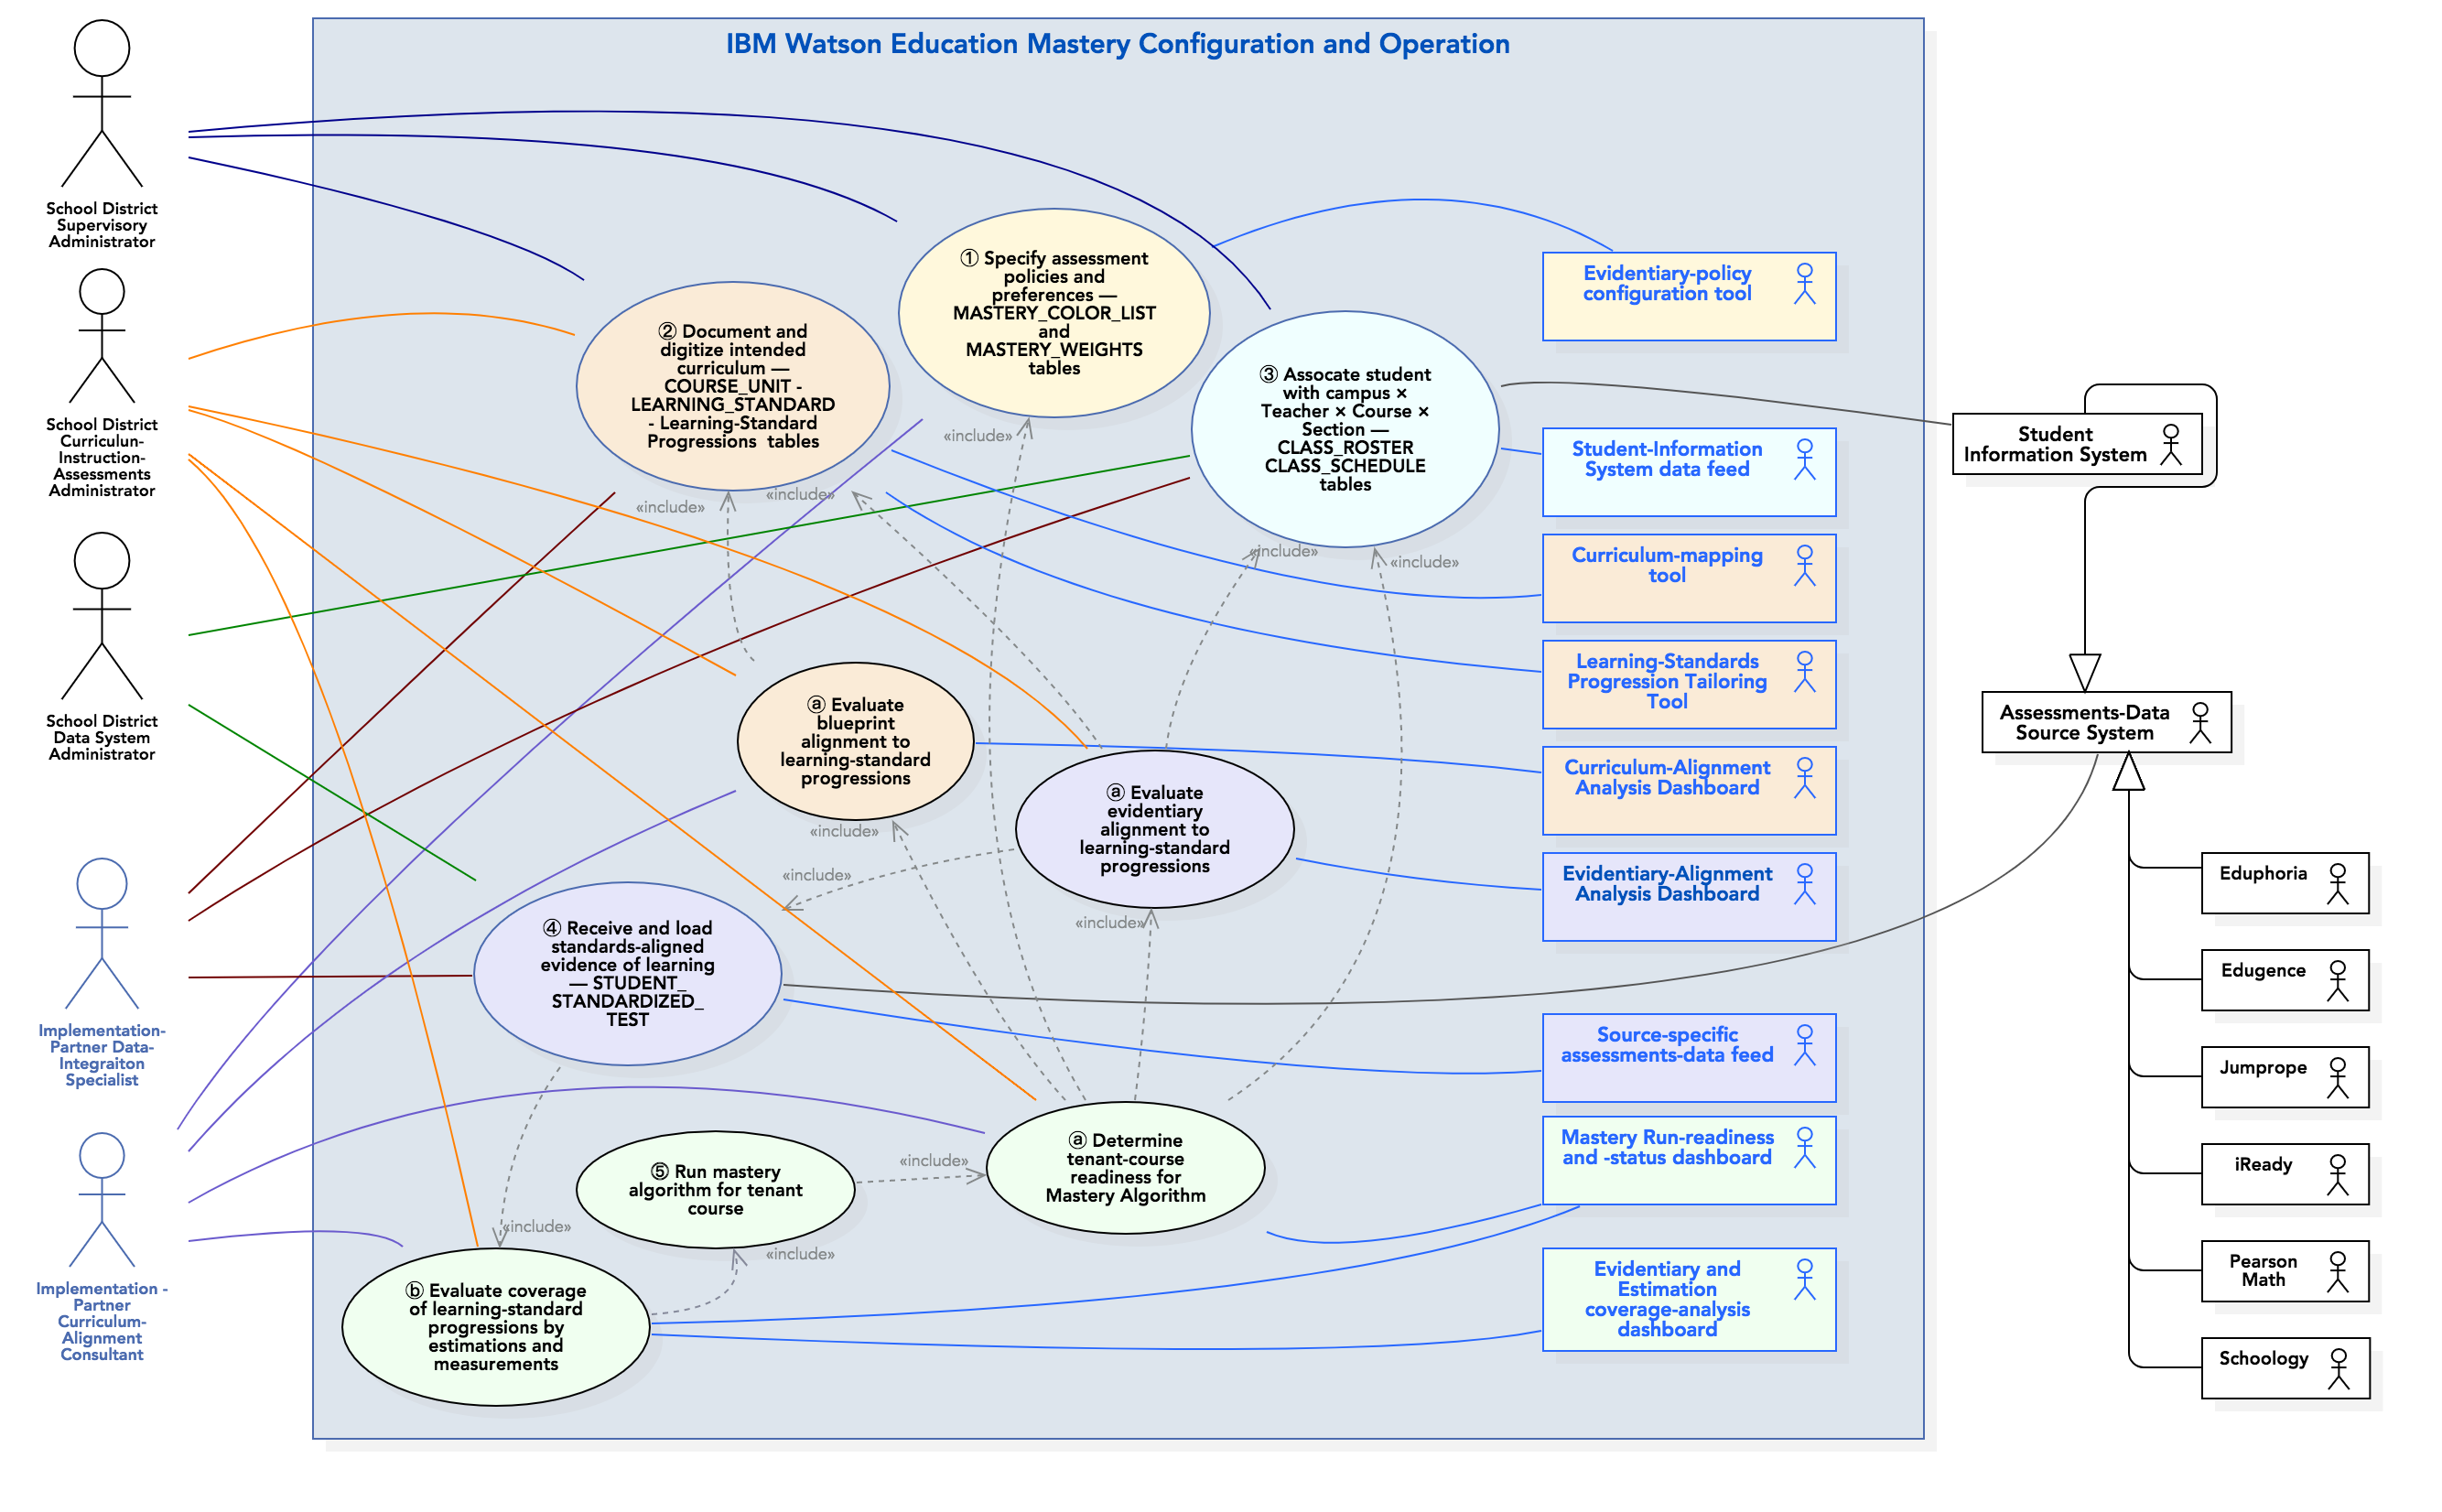 IBM Watson Education Mastery Configuration and Operation
School District
Supervisory
Administrator
School District
Curriculun-
Instruction-
Assessments
Administrator
School District
Data System
Administrator
Implementation-
Partner Data-
Integraiton
Specialist
Implementation -
Partner
Curriculum-
Alignment
Consultant
① Specify assessment
policies and
preferences —
MASTERY_COLOR_LIST
and
MASTERY_WEIGHTS
tables
② Document and
digitize intended
curriculum —
COURSE_UNIT -
LEARNING_STANDARD
- Learning-Standard
Progressions tables
③ Assocate student
with campus ×
Teacher × Course ×
Section —
CLASS_ROSTER
CLASS_SCHEDULE
tables
«include»
«include»
«include»
«include»
«include»
ⓐ Evaluate
blueprint
alignment to
learning-standard
progressions
ⓐ Evaluate
evidentiary
alignment to
learning-standard
progressions
«include»
«include»
«include»
④ Receive and load
standards-aligned
evidence of learning
— STUDENT_
STANDARDIZED_
TEST
⑤ Run mastery
algorithm for tenant
course
«include»
ⓐ Determine
tenant-course
readiness for
Mastery Algorithm
«include»
«include»
ⓑ Evaluate coverage
of learning-standard
progressions by
estimations and
measurements
Evidentiary-policy
configuration tool
Student-Information
System data feed
Curriculum-mapping
tool
Learning-Standards
Progression Tailoring
Tool
Curriculum-Alignment
Analysis Dashboard
Evidentiary-Alignment
Analysis Dashboard
Source-specific
assessments-data feed
Mastery Run-readiness
and -status dashboard
Evidentiary and
Estimation
coverage-analysis
dashboard
Student
Information System
Assessments-Data
Source System
Eduphoria
Edugence
Jumprope
iReady
Pearson
Math
Schoology